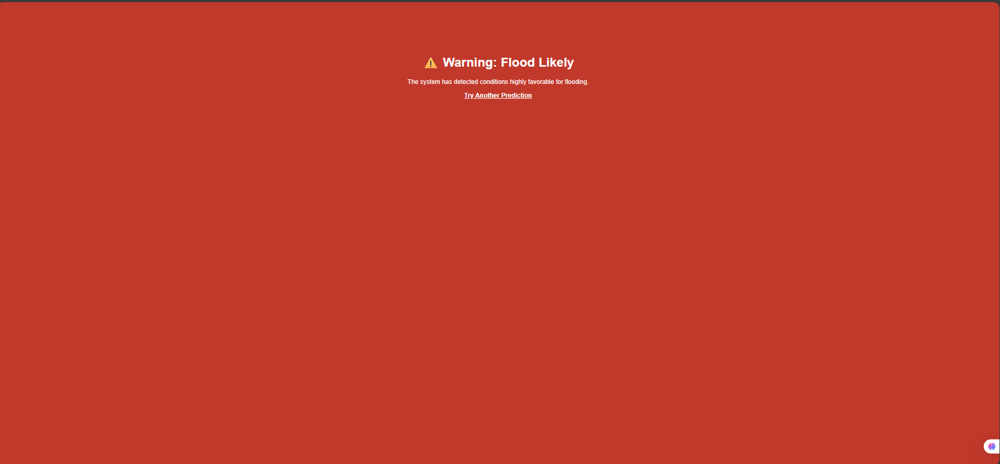 ⚠️ Warning: Flood Likely
The system has detected conditions highly favorable for flooding.
Try Another Prediction